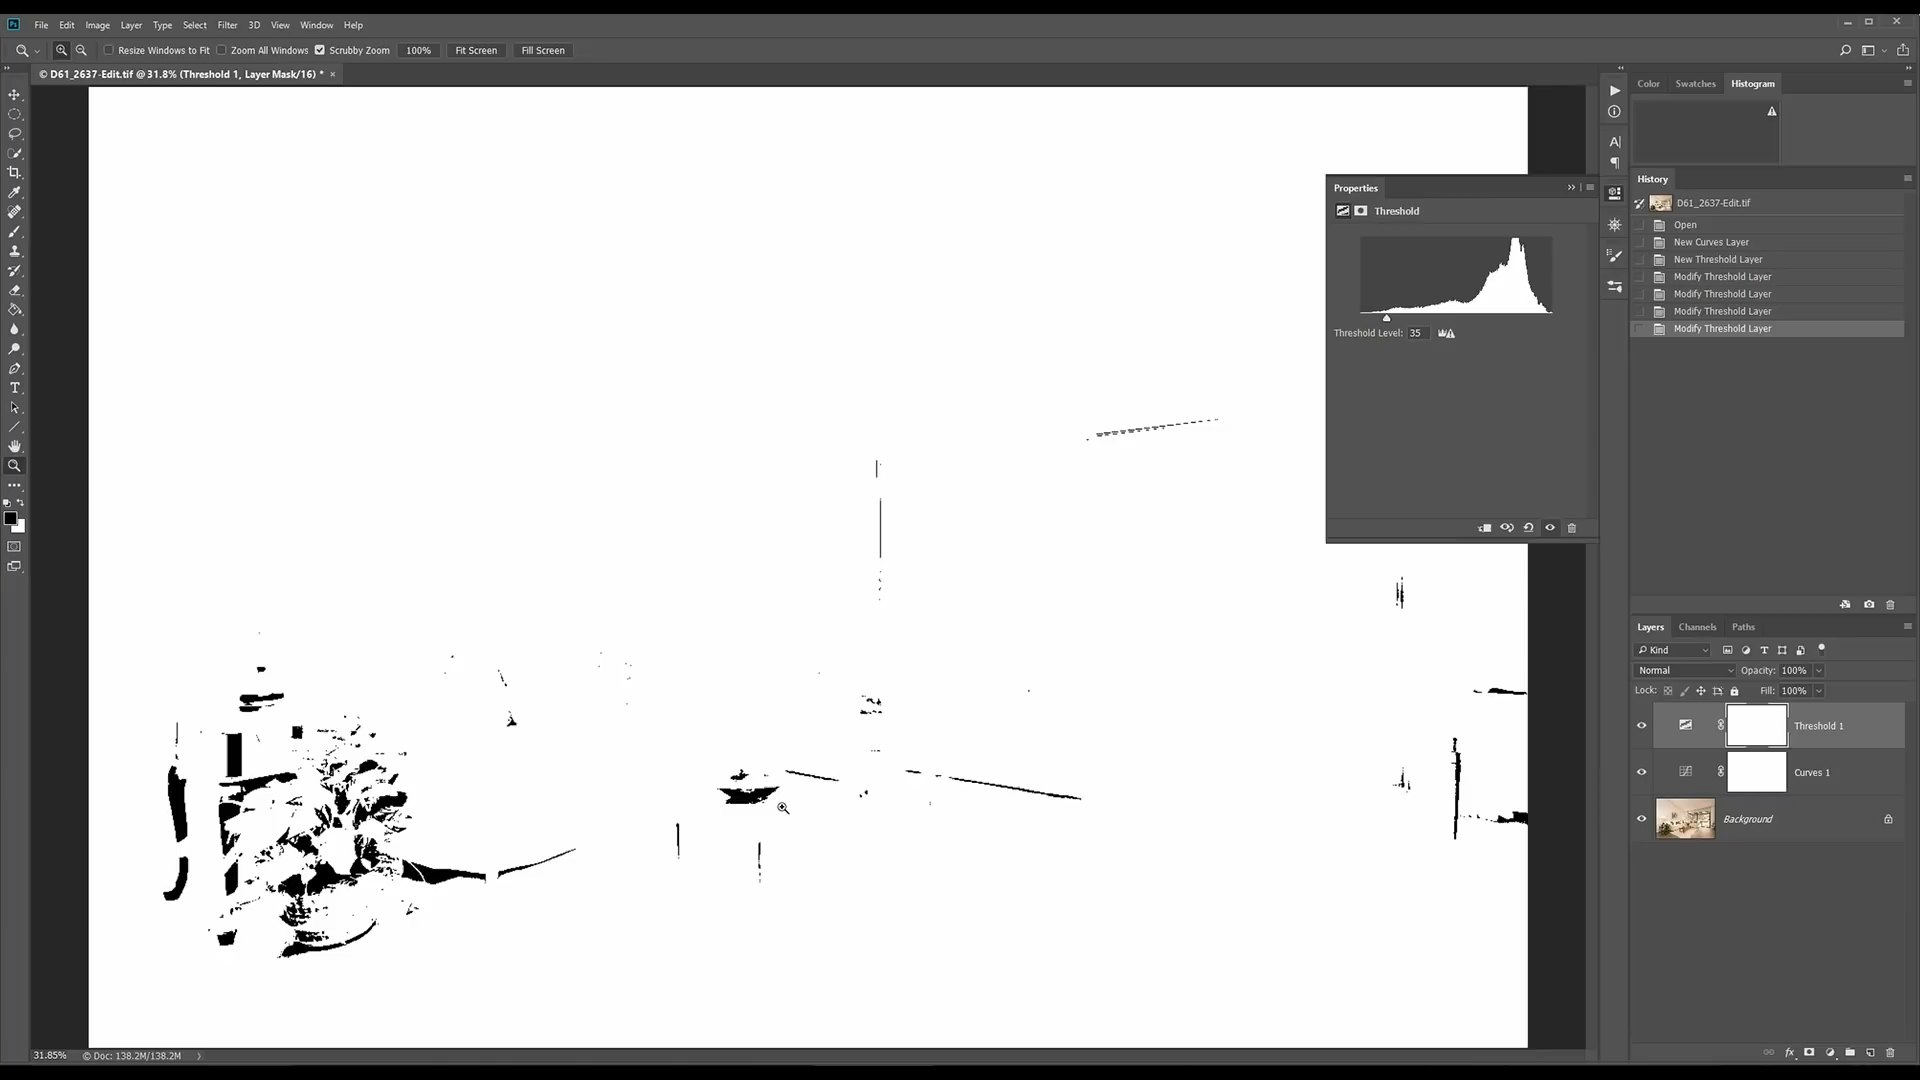 Ps File Edit Image Layer Type Select Filter 3D View Window Help
Resize Windows to Fit Zoom All Windows Scrubby Zoom 100% Fit Screen Fill Screen
© D61_2637-Edit.tif @ 31.8% (Threshold 1, Layer Mask/16) * ×
Color Swatches Histogram
Properties
Threshold
Threshold Level: 35
History
D61_2637-Edit.tif
Open
New Curves Layer
New Threshold Layer
Modify Threshold Layer
Modify Threshold Layer
Modify Threshold Layer
Modify Threshold Layer
Layers Channels Paths
Kind
Normal Opacity: 100%
Lock: Fill: 100%
Threshold 1
Curves 1
Background
fx
31.85% © Doc: 138.2M/138.2M